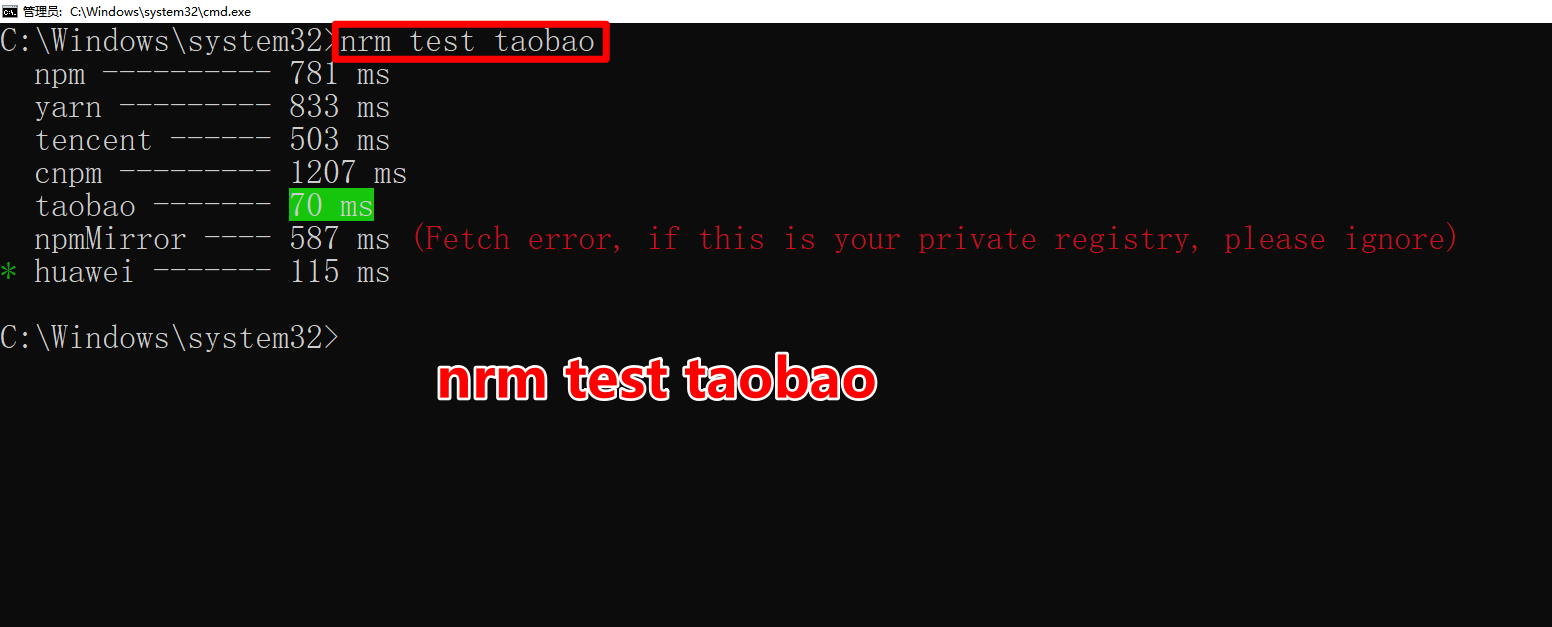 管理员: C:\Windows\system32\cmd.exe
C:\Windows\system32>nrm test taobao
npm ---------- 781 ms
yarn --------- 833 ms
tencent ------ 503 ms
cnpm --------- 1207 ms
taobao ------- 70 ms
npmMirror ---- 587 ms (Fetch error, if this is your private registry, please ignore)
* huawei ------- 115 ms
C:\Windows\system32>
nrm test taobao